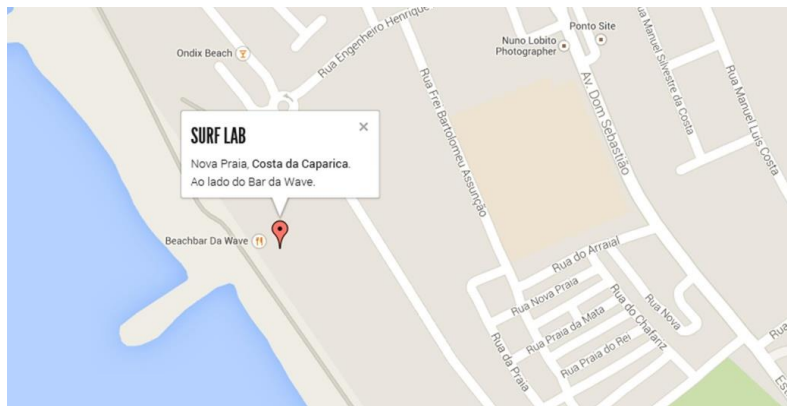 Rua Engenheiro Henrique
Ponto Site
Nuno Lobito
Photographer
Ondix Beach
Rua Manuel Silvestre da Costa
Rua Manuel Luis Costa
Rua Frei Bartolomeu Assunção
Av. Dom Sebastião
SURF LAB
×
Nova Praia, Costa da Caparica.
Ao lado do Bar da Wave.
Beachbar Da Wave
Rua do Arraial
Rua Nova Praia
Rua Nova
Rua do Chafariz
Rua Praia da Mata
Rua Praia do Rei
Rua da Praia
Rua
Est